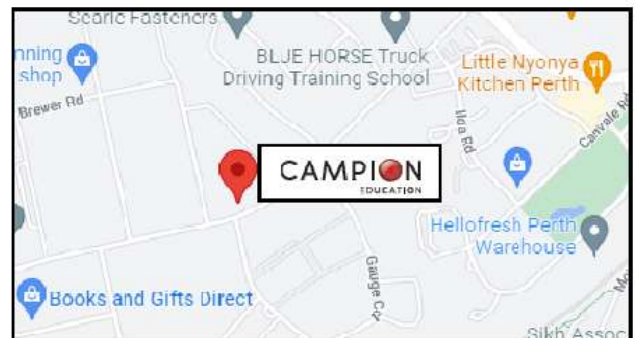 Searle Fasteners
nning
shop
BLUE HORSE Truck
Driving Training School
Little Nyonya
Kitchen Perth
Brewer Rd
Ilda Rd
Canvale Rd
CAMPION
EDUCATION
Hellofresh Perth
Warehouse
Gauge Cir
Books and Gifts Direct
Sikh Assoc